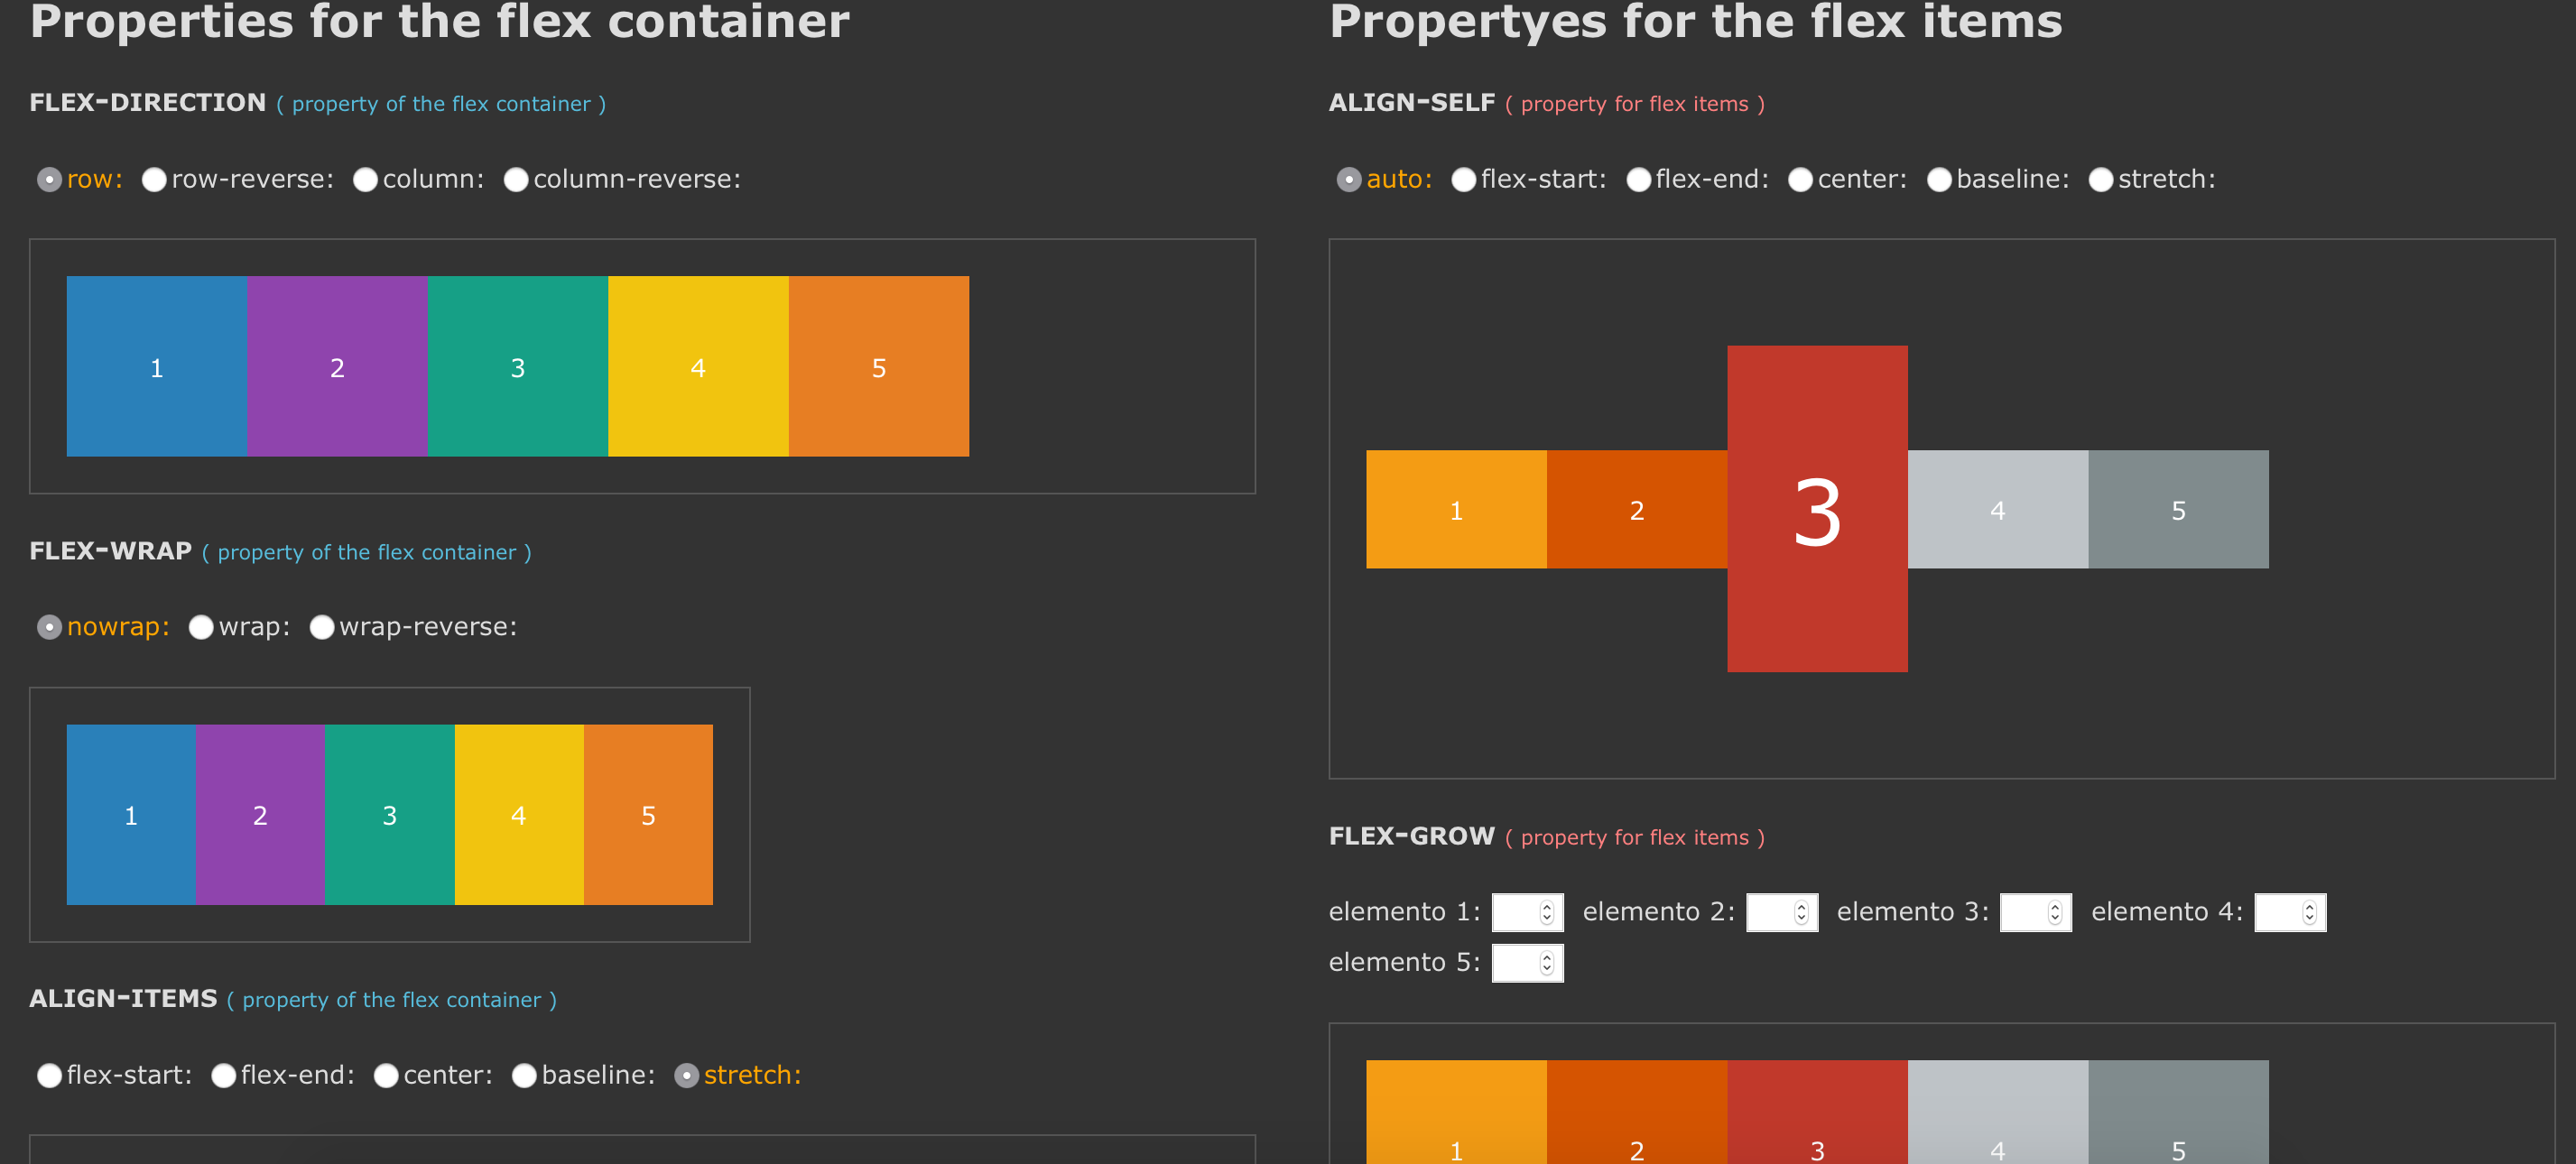 Properties for the flex container
FLEX-DIRECTION ( property of the flex container )
row: row-reverse: column: column-reverse:
1 2 3 4 5
FLEX-WRAP ( property of the flex container )
nowrap: wrap: wrap-reverse:
1 2 3 4 5
ALIGN-ITEMS ( property of the flex container )
flex-start: flex-end: center: baseline: stretch:
Propertyes for the flex items
ALIGN-SELF ( property for flex items )
auto: flex-start: flex-end: center: baseline: stretch:
1 2 3 4 5
FLEX-GROW ( property for flex items )
elemento 1: elemento 2: elemento 3: elemento 4:
elemento 5:
1 2 3 4 5